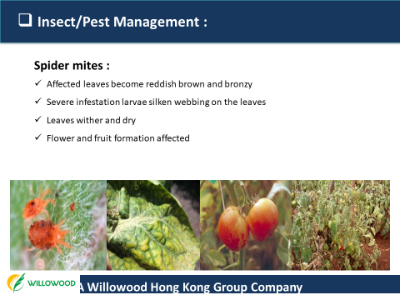 ❑ Insect/Pest Management :
Spider mites :
✓ Affected leaves become reddish brown and bronzy
✓ Severe infestation larvae silken webbing on the leaves
✓ Leaves wither and dry
✓ Flower and fruit formation affected
WILLOWOOD
A Willowood Hong Kong Group Company